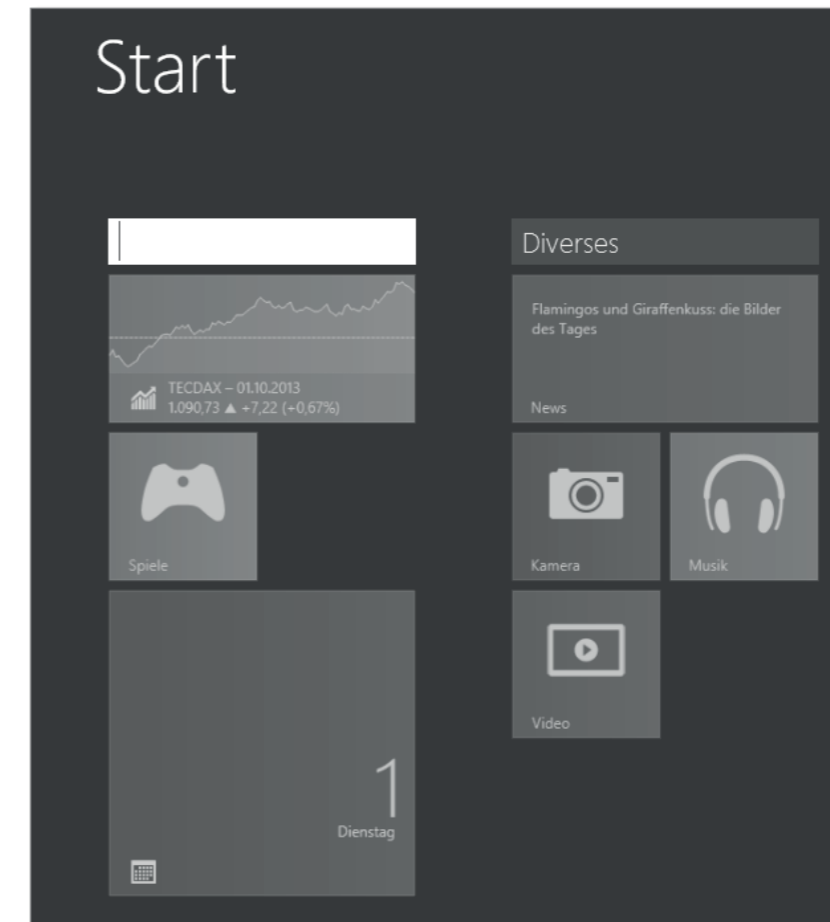 Start
TECDAX – 01.10.2013
1.090,73 ▲ +7,22 (+0,67%)
Spiele
1
Dienstag
Diverses
Flamingos und Giraffenkuss: die Bilder
des Tages
News
Kamera
Musik
Video